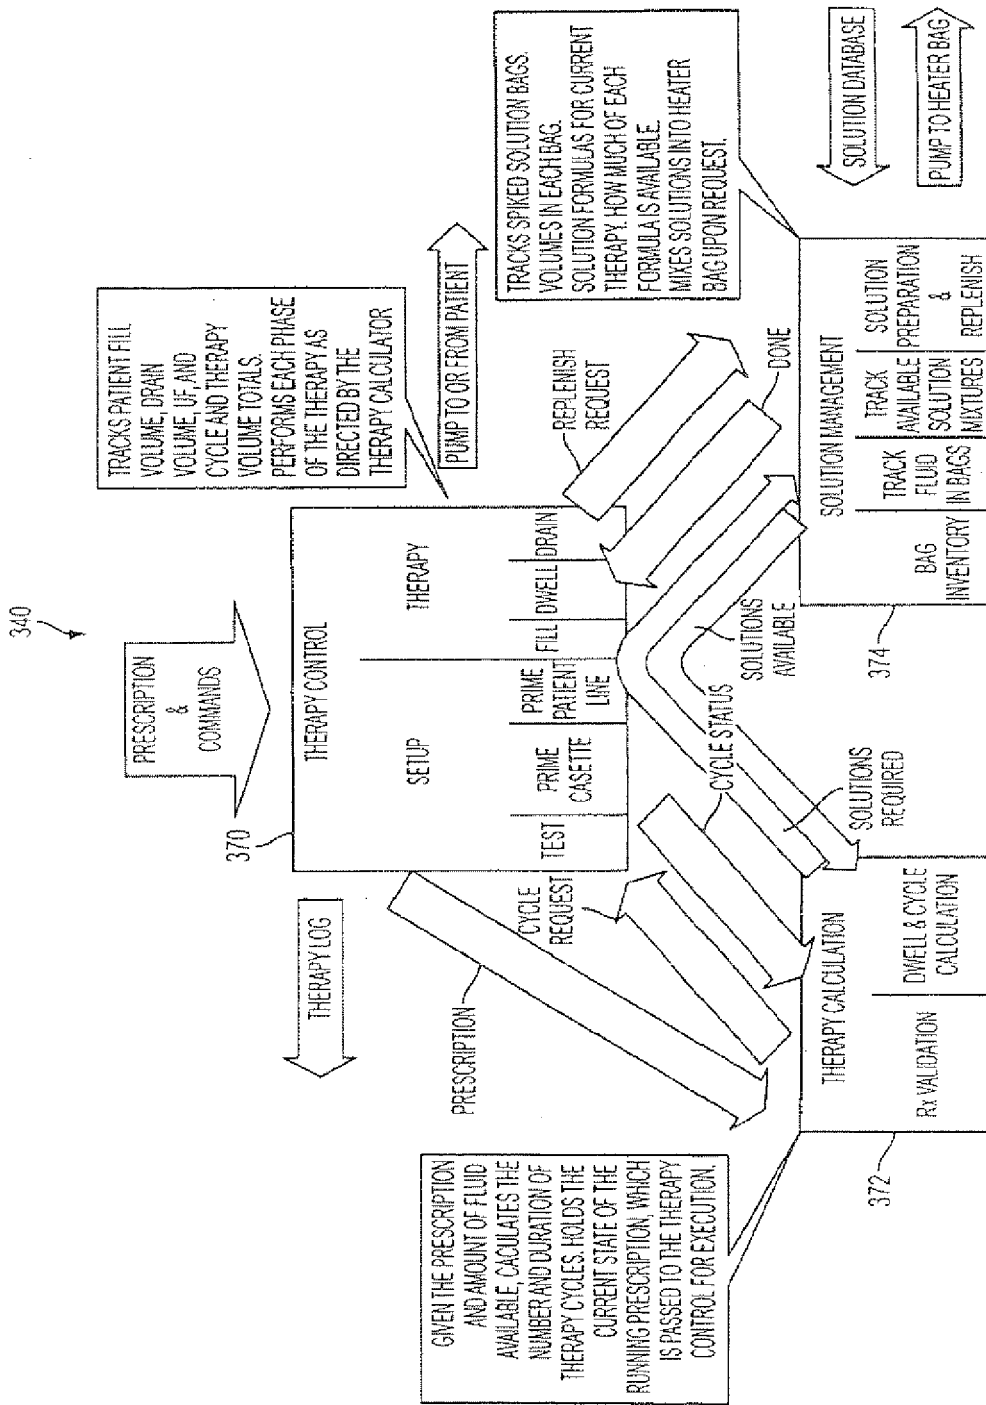 340
PRESCRIPTION
&
COMMANDS
370
THERAPY LOG
THERAPY CONTROL
SETUP
THERAPY
TEST
PRIME
CASETTE
PRIME
PATIENT
LINE
FILL
DWELL
DRAIN
TRACKS PATIENT FILL
VOLUME, DRAIN
VOLUME, UF, AND
CYCLE AND THERAPY
VOLUME TOTALS.
PERFORMS EACH PHASE
OF THE THERAPY AS
DIRECTED BY THE
THERAPY CALCULATOR
PUMP TO OR FROM PATIENT
PRESCRIPTION
CYCLE
REQUEST
CYCLE STATUS
SOLUTIONS
REQUIRED
SOLUTIONS
AVAILABLE
REPLENISH
REQUEST
DONE
GIVEN THE PRESCRIPTION
AND AMOUNT OF FLUID
AVAILABLE, CACULATES THE
NUMBER AND DURATION OF
THERAPY CYCLES. HOLDS THE
CURRENT STATE OF THE
RUNNING PRESCRIPTION, WHICH
IS PASSED TO THE THERAPY
CONTROL FOR EXECUTION.
TRACKS SPIKED SOLUTION BAGS.
VOLUMES IN EACH BAG.
SOLUTION FORMULAS FOR CURRENT
THERAPY. HOW MUCH OF EACH
FORMULA IS AVAILABLE.
MIXES SOLUTIONS INTO HEATER
BAG UPON REQUEST.
372
THERAPY CALCULATION
Rx VALIDATION
DWELL & CYCLE
CALCULATION
374
SOLUTION MANAGEMENT
BAG
INVENTORY
TRACK
FLUID
IN BAGS
TRACK
AVAILABLE
SOLUTION
MIXTURES
SOLUTION
PREPARATION
&
REPLENISH
SOLUTION DATABASE
PUMP TO HEATER BAG